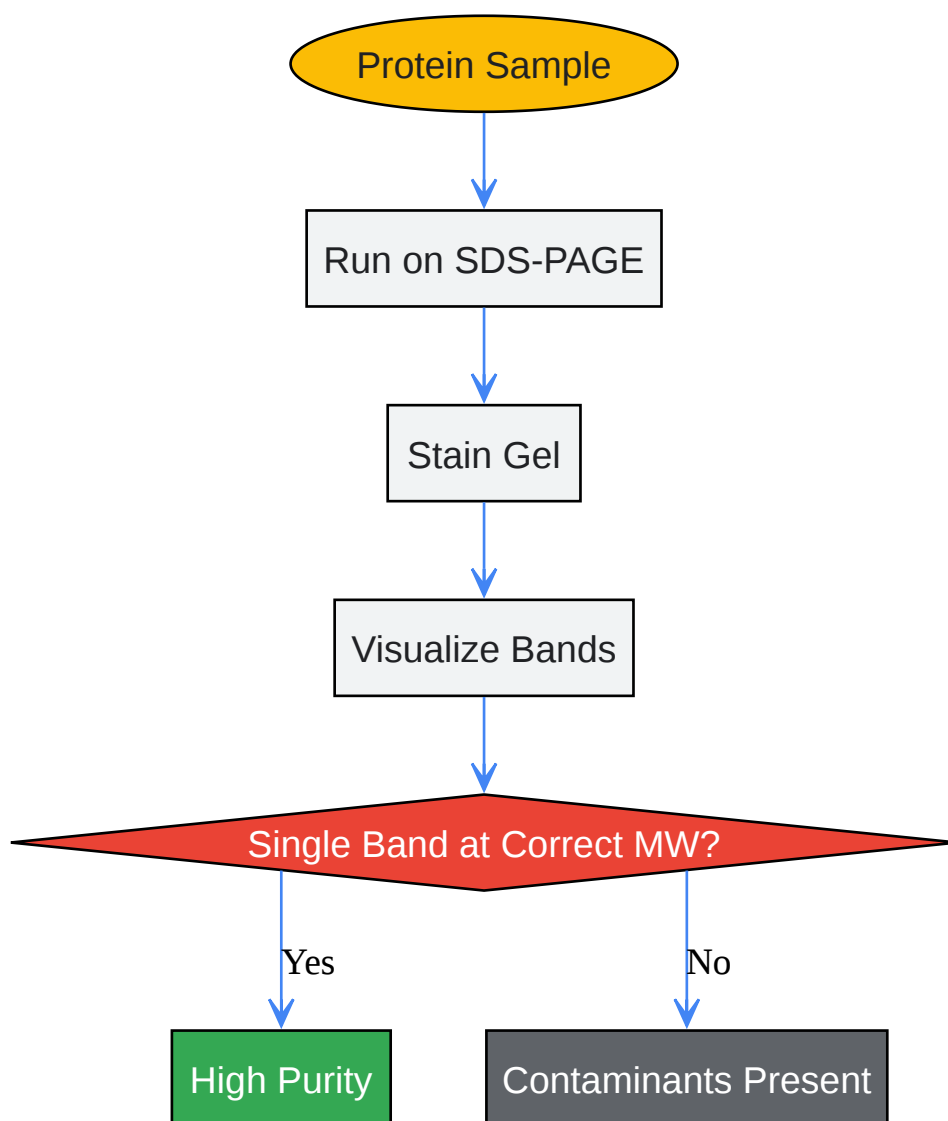 Protein Sample
Run on SDS-PAGE
Stain Gel
Visualize Bands
Single Band at Correct MW?
Yes
No
High Purity
Contaminants Present